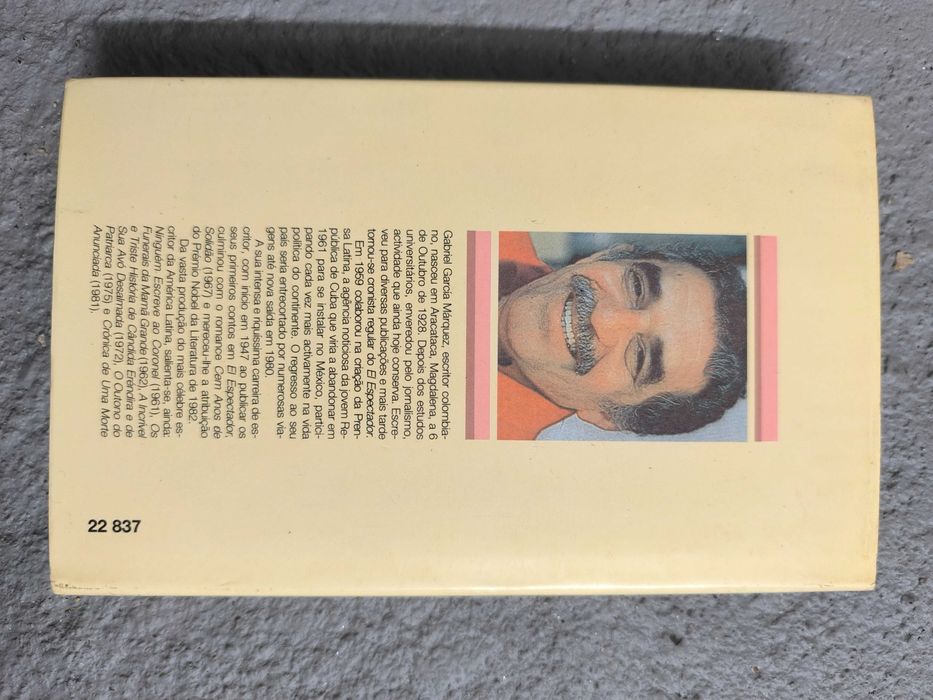 Gabriel García Márquez, escritor colombia-
no, nasceu em Aracataca, Magdalena, a 6
de Outubro de 1928. Depois dos estudos
universitários, enveredou pelo jornalismo,
actividade que ainda hoje conserva. Escre-
veu para diversas publicações e mais tarde
tornou-se cronista regular do El Espectador.
Em 1959 colaborou na criação da Pren-
sa Latina, a agência noticiosa da jovem Re-
pública de Cuba que viria a abandonar em
1961 para se instalar no México, partici-
pando cada vez mais activamente na vida
política do continente. O regresso ao seu
país seria entrecortado por numerosas via-
gens até nova saída em 1980.
A sua intensa e riquíssima carreira de es-
critor, com início em 1947 ao publicar os
seus primeiros contos em El Espectador,
culminou com o romance Cem Anos de
Solidão (1967) e mereceu-lhe a atribuição
do Prémio Nobel da Literatura de 1982.
Da vasta produção do mais célebre es-
critor da América Latina, salienta-se, ainda:
Ninguém Escreve ao Coronel (1961), Os
Funerais da Mamã Grande (1962), A Incrível
e Triste História de Cândida Eréndira e de
Sua Avó Desalmada (1972), O Outono do
Patriarca (1975) e Crónica de Uma Morte
Anunciada (1981).
22 837